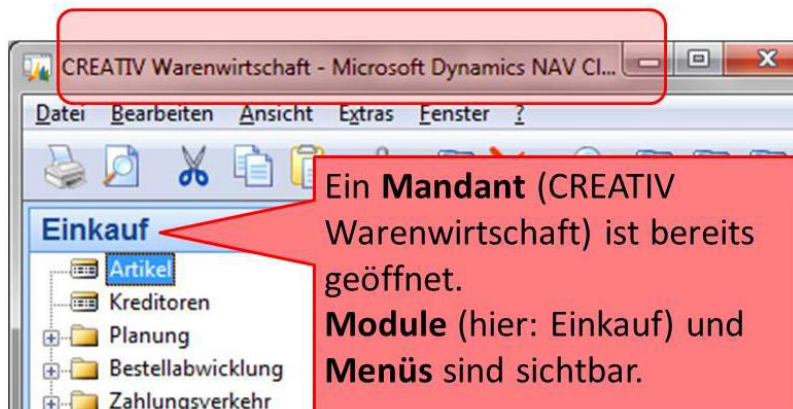 CREATIV Warenwirtschaft - Microsoft Dynamics NAV Cl...
Datei Bearbeiten Ansicht Extras Fenster ?
Einkauf
Artikel
Kreditoren
Planung
Bestellabwicklung
Zahlungsverkehr
Ein Mandant (CREATIV
Warenwirtschaft) ist bereits
geöffnet.
Module (hier: Einkauf) und
Menüs sind sichtbar.